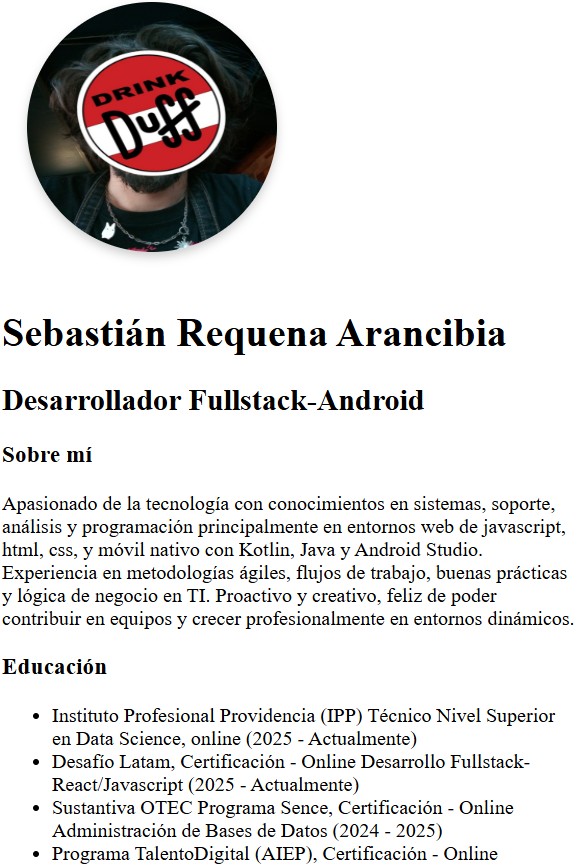 DRINK
Duff
Sebastián Requena Arancibia
Desarrollador Fullstack-Android
Sobre mí
Apasionado de la tecnología con conocimientos en sistemas, soporte,
análisis y programación principalmente en entornos web de javascript,
html, css, y móvil nativo con Kotlin, Java y Android Studio.
Experiencia en metodologías ágiles, flujos de trabajo, buenas prácticas
y lógica de negocio en TI. Proactivo y creativo, feliz de poder
contribuir en equipos y crecer profesionalmente en entornos dinámicos.
Educación
• Instituto Profesional Providencia (IPP) Técnico Nivel Superior
en Data Science, online (2025 - Actualmente)
• Desafío Latam, Certificación - Online Desarrollo Fullstack-
React/Javascript (2025 - Actualmente)
• Sustantiva OTEC Programa Sence, Certificación - Online
Administración de Bases de Datos (2024 - 2025)
• Programa TalentoDigital (AIEP), Certificación - Online